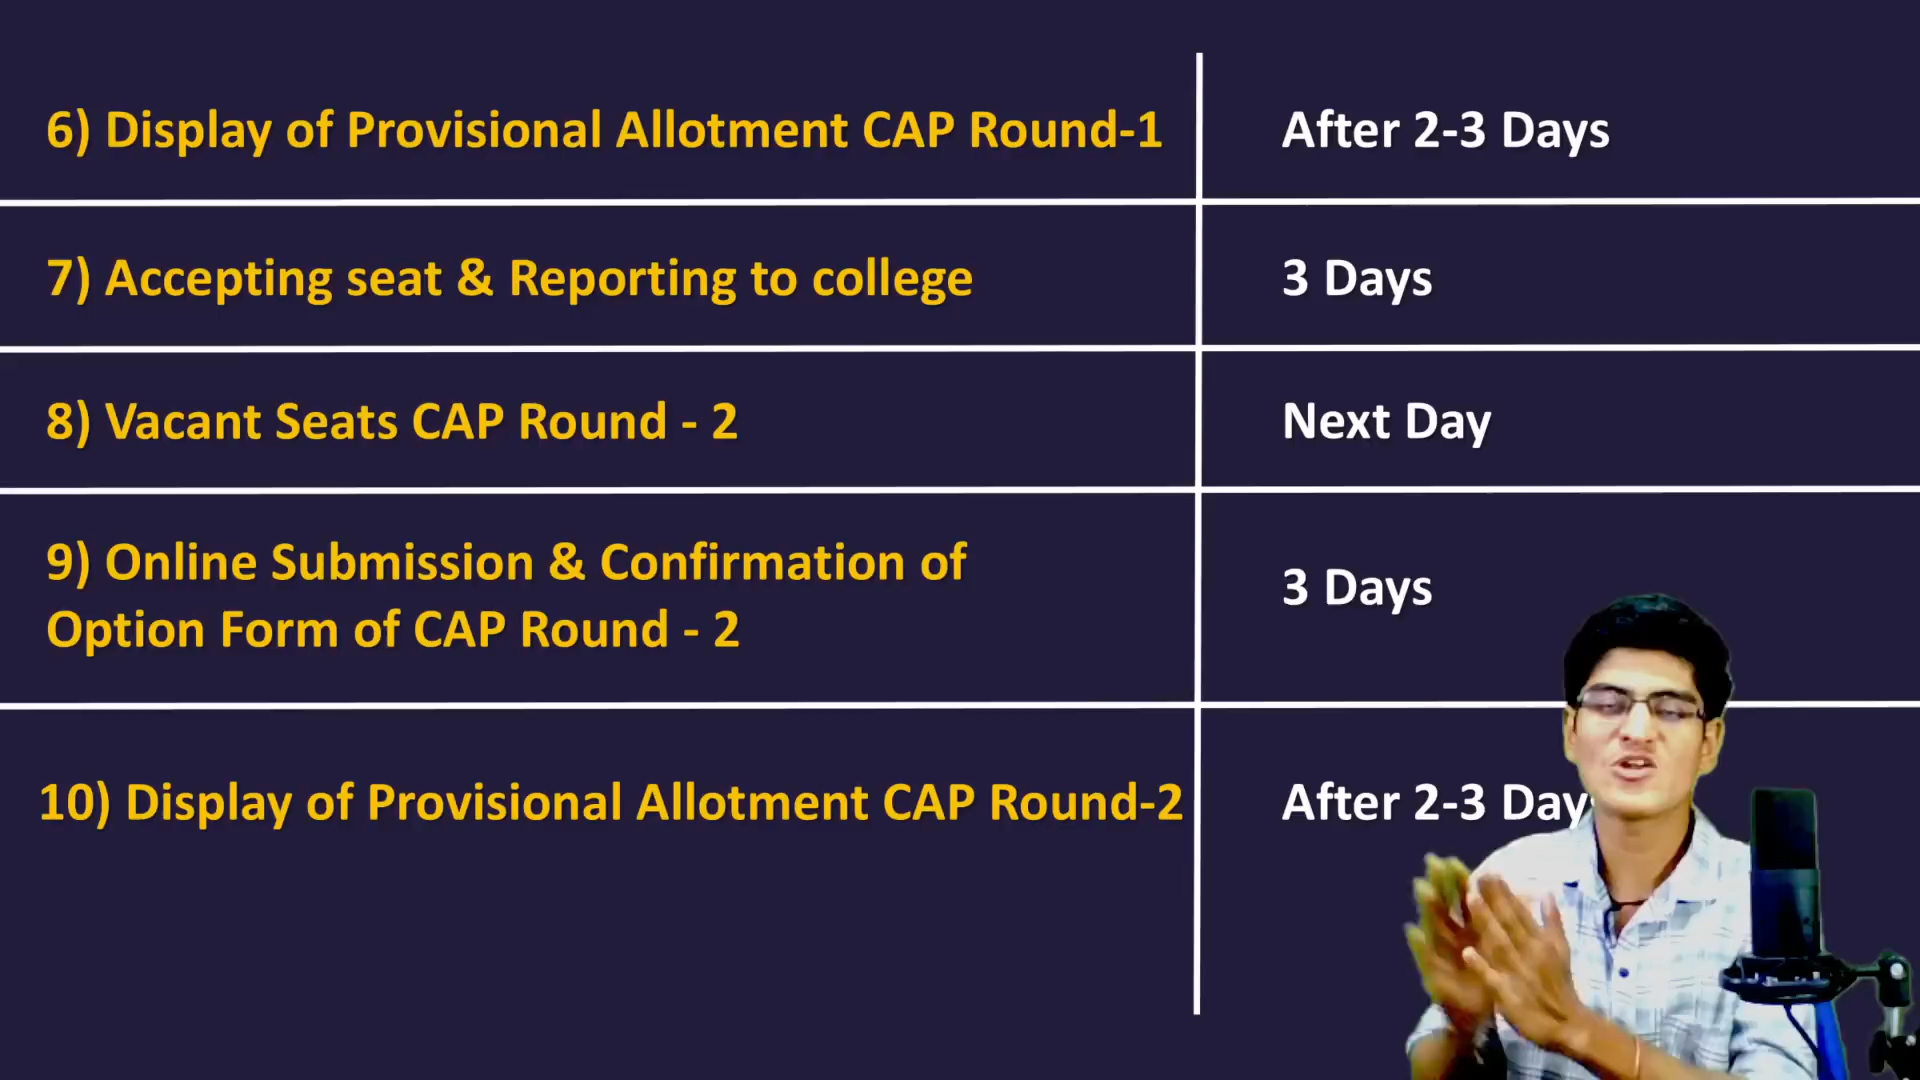 6) Display of Provisional Allotment CAP Round-1
After 2-3 Days
7) Accepting seat & Reporting to college
3 Days
8) Vacant Seats CAP Round - 2
Next Day
9) Online Submission & Confirmation of
Option Form of CAP Round - 2
3 Days
10) Display of Provisional Allotment CAP Round-2
After 2-3 Day